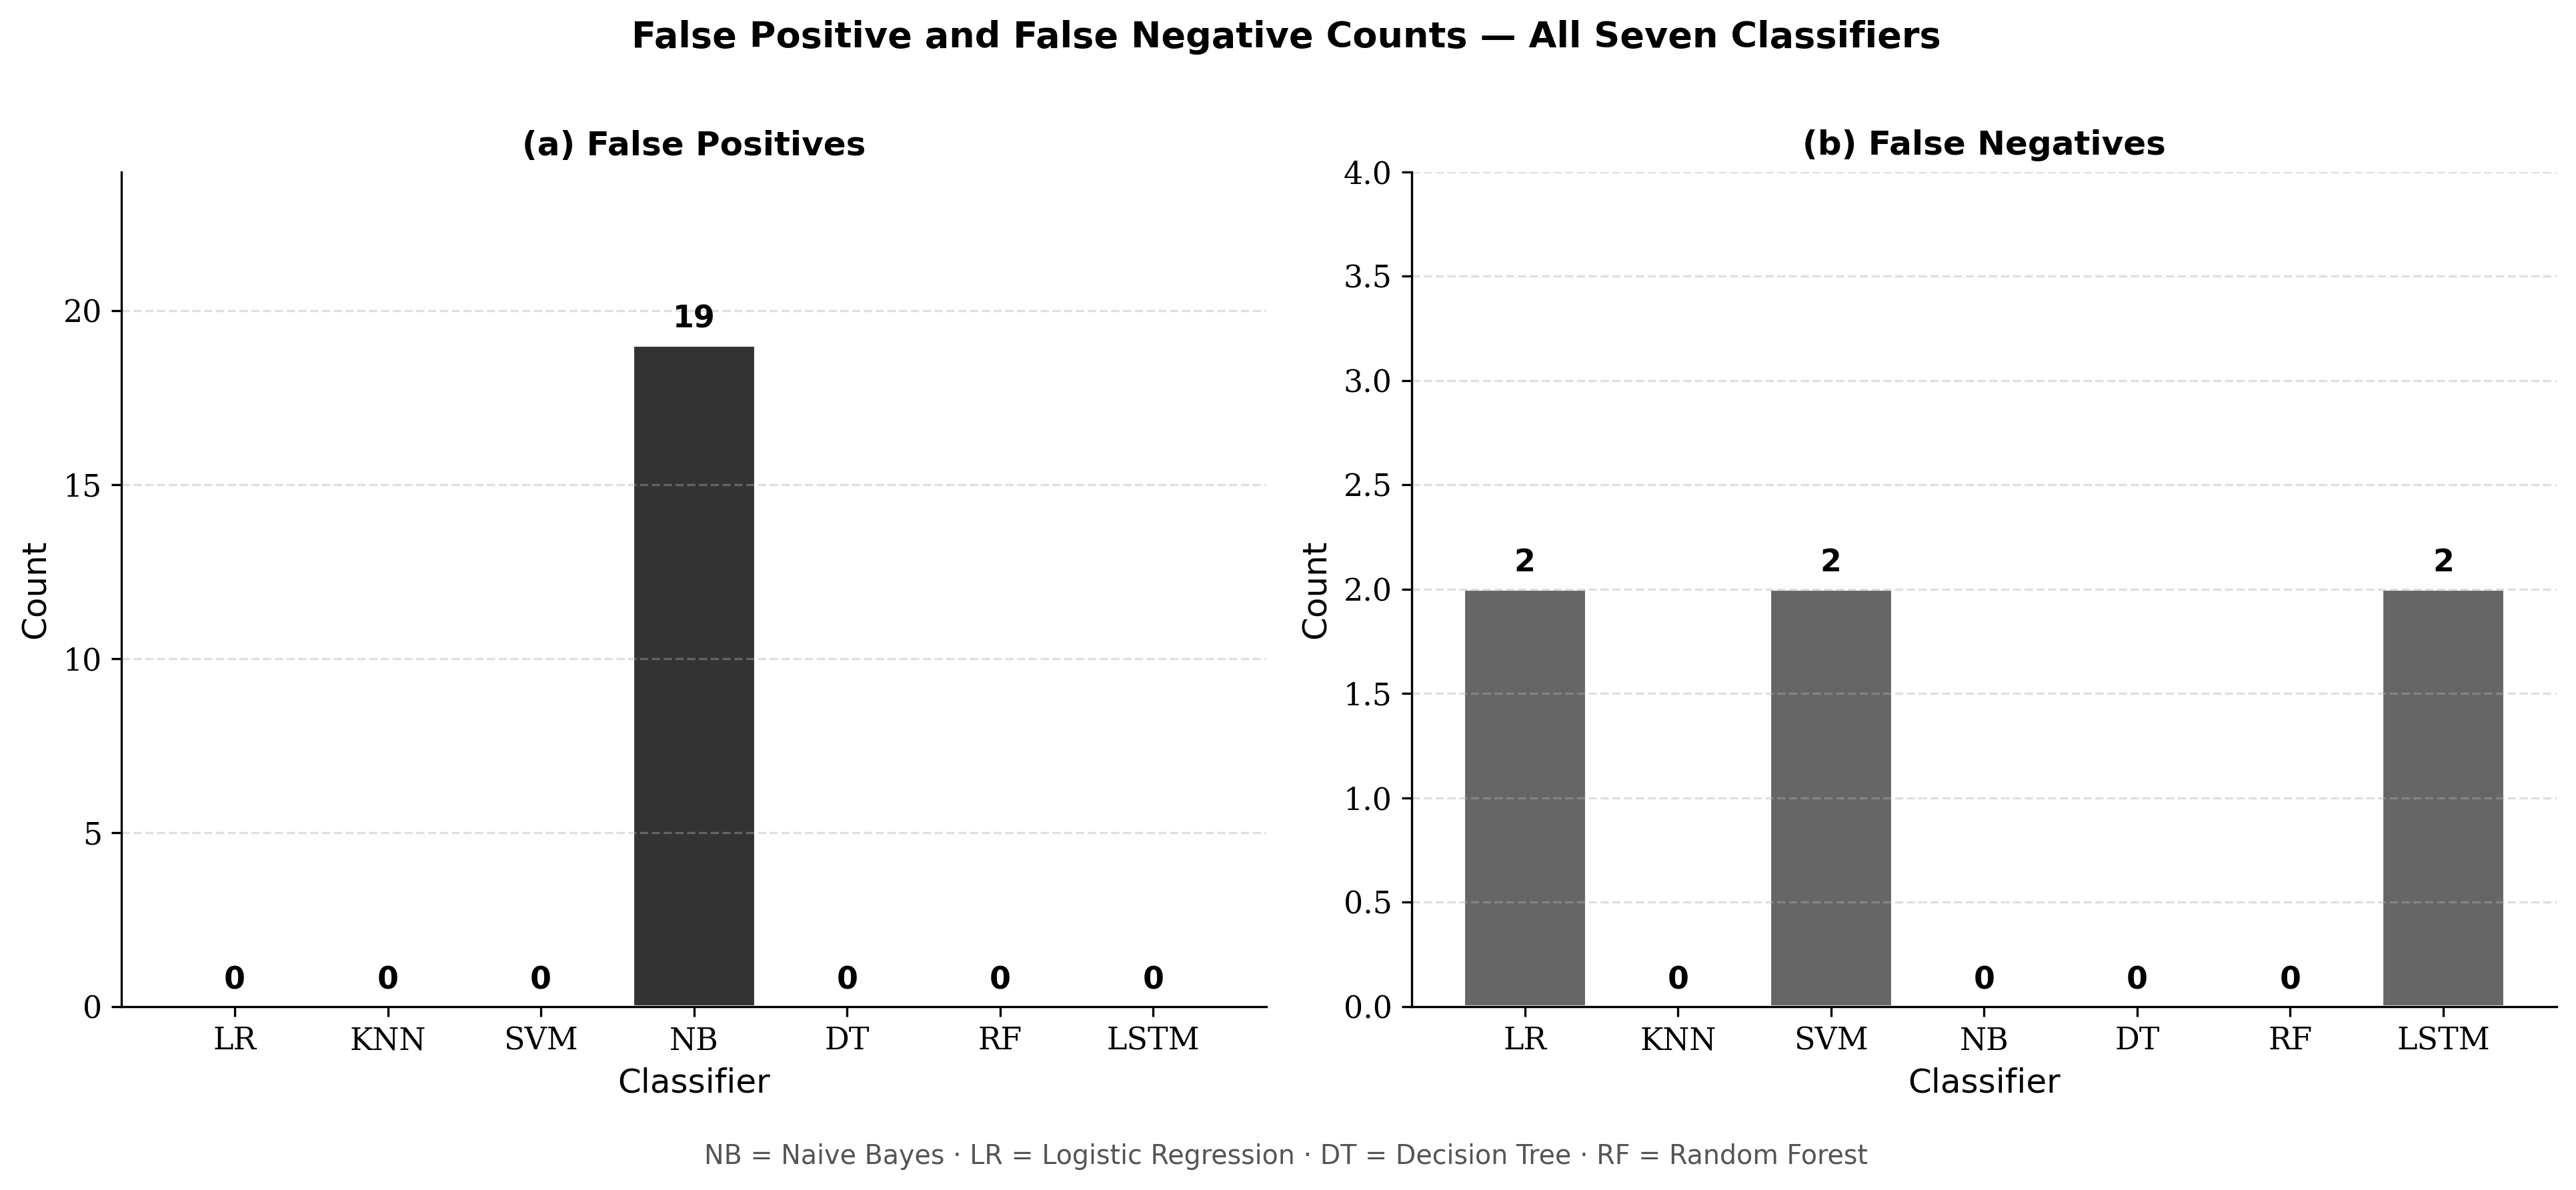 False Positive and False Negative Counts — All Seven Classifiers
(a) False Positives
Count
20
15
10
5
0
19
0 0 0 0 0 0
LR KNN SVM NB DT RF LSTM
Classifier
(b) False Negatives
Count
4.0
3.5
3.0
2.5
2.0
1.5
1.0
0.5
0.0
2 2 2
0 0 0 0
LR KNN SVM NB DT RF LSTM
Classifier
NB = Naive Bayes · LR = Logistic Regression · DT = Decision Tree · RF = Random Forest